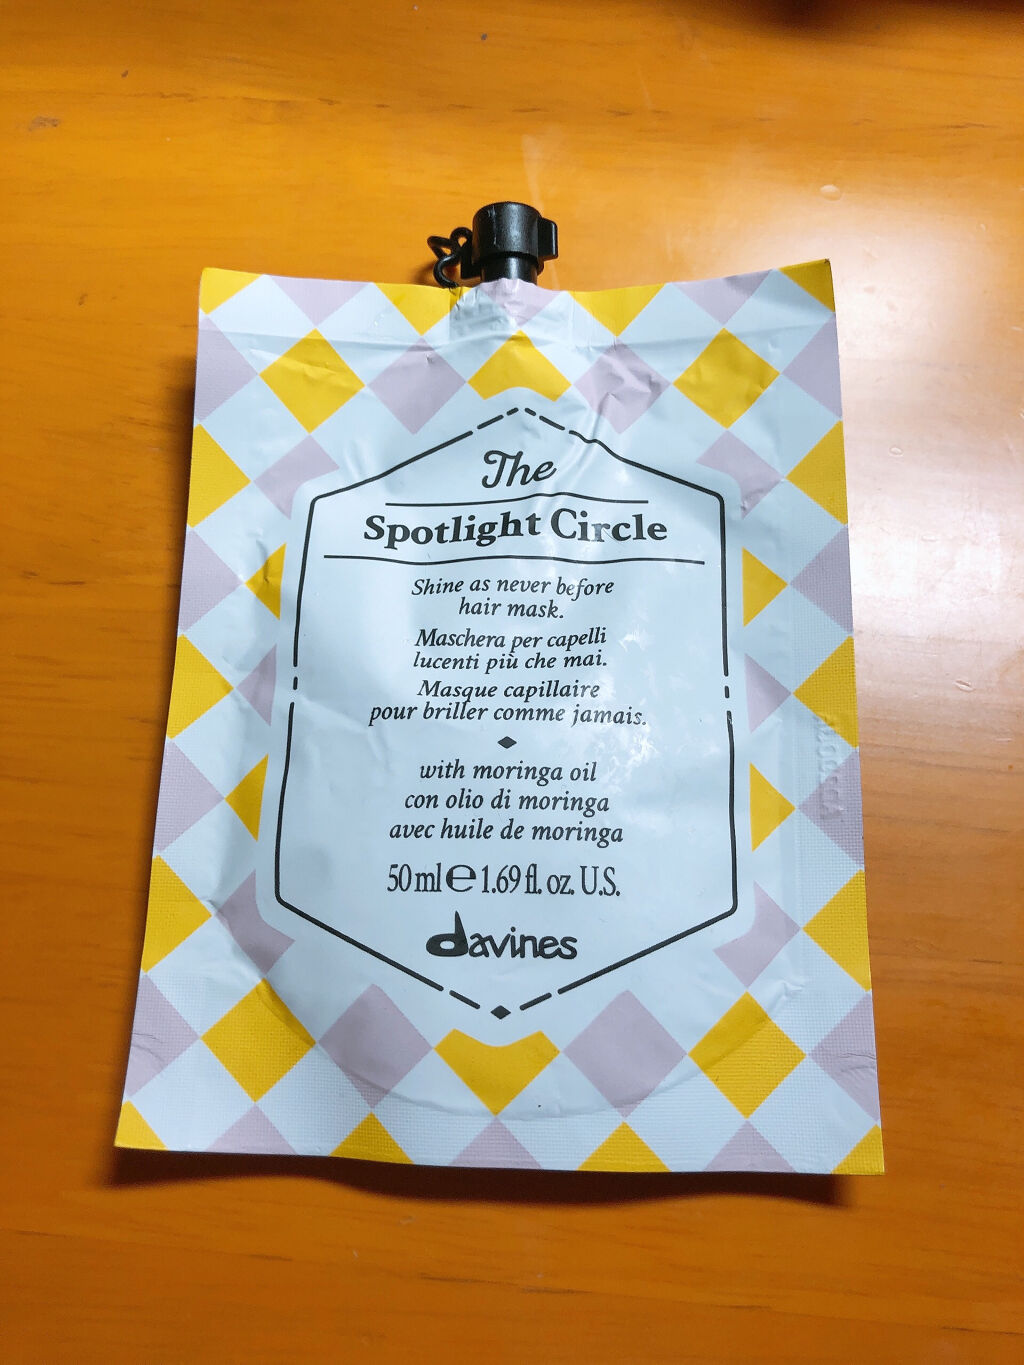 The
Spotlight Circle
Shine as never before
hair mask.
Maschera per capelli
lucenti più che mai.
Masque capillaire
pour briller comme jamais.
with moringa oil
con olio di moringa
avec huile de moringa
50 ml ℮ 1.69 fl. oz. U.S.
davines